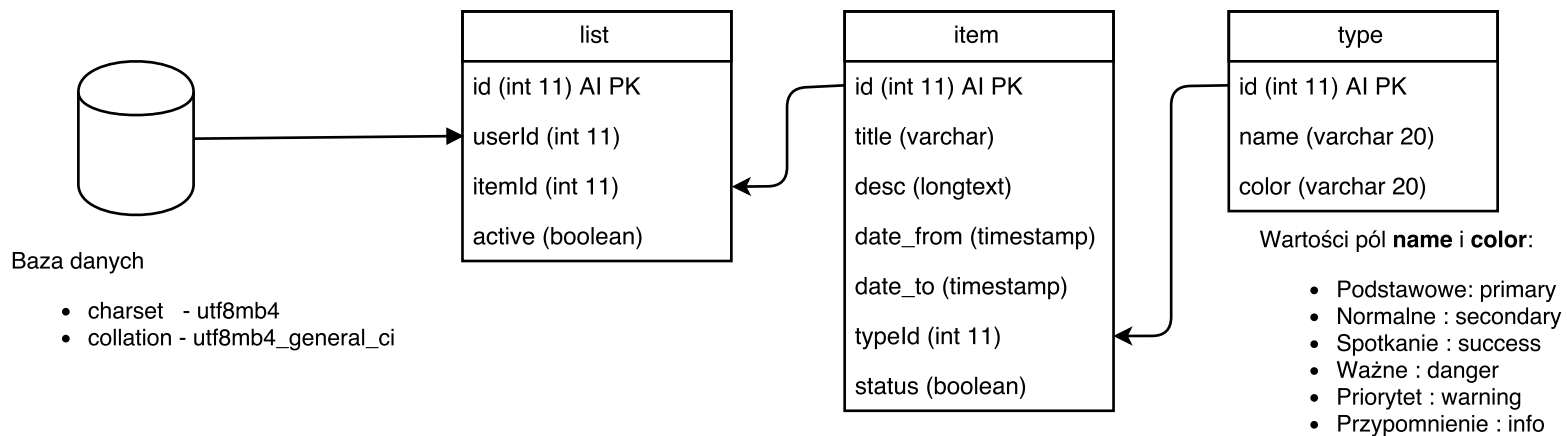 list
id (int 11) AI PK
userId (int 11)
itemId (int 11)
active (boolean)
item
id (int 11) AI PK
title (varchar)
desc (longtext)
date_from (timestamp)
date_to (timestamp)
typeId (int 11)
status (boolean)
type
id (int 11) AI PK
name (varchar 20)
color (varchar 20)
Baza danych
• charset - utf8mb4
• collation - utf8mb4_general_ci
Wartości pól name i color:
• Podstawowe: primary
• Normalne : secondary
• Spotkanie : success
• Ważne : danger
• Priorytet : warning
• Przypomnienie : info